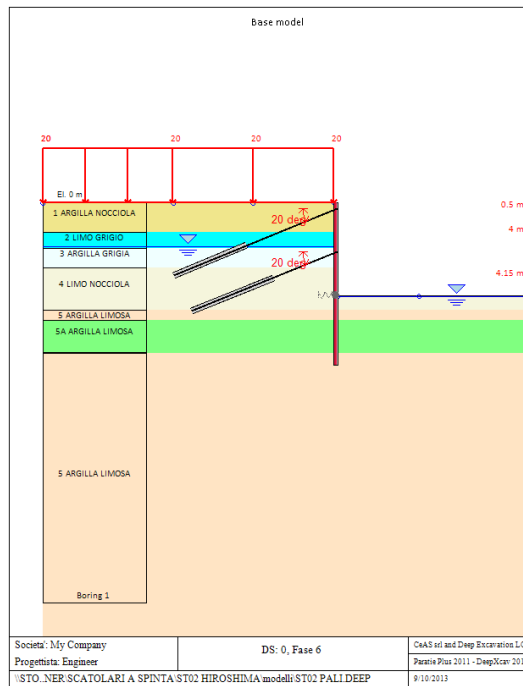 Base model
20 20 20 20
El. 0 m
0.5 m
1 ARGILLA NOCCIOLA
20 deg
4 m
2 LIMO GRIGIO
3 ARGILLA GRIGIA
20 deg
4.15 m
4 LIMO NOCCIOLA
5 ARGILLA LIMOSA
5A ARGILLA LIMOSA
5 ARGILLA LIMOSA
Boring 1
Societa': My Company
Progettista: Engineer
DS: 0, Fase 6
CeAS srl and Deep Excavation LC
Paratie Plus 2011 - DeepXcav 201
\\STO..NER\SCATOLARI A SPINTA\ST02 HIROSHIMA\modelli\ST02 PALI.DEEP
9/10/2013